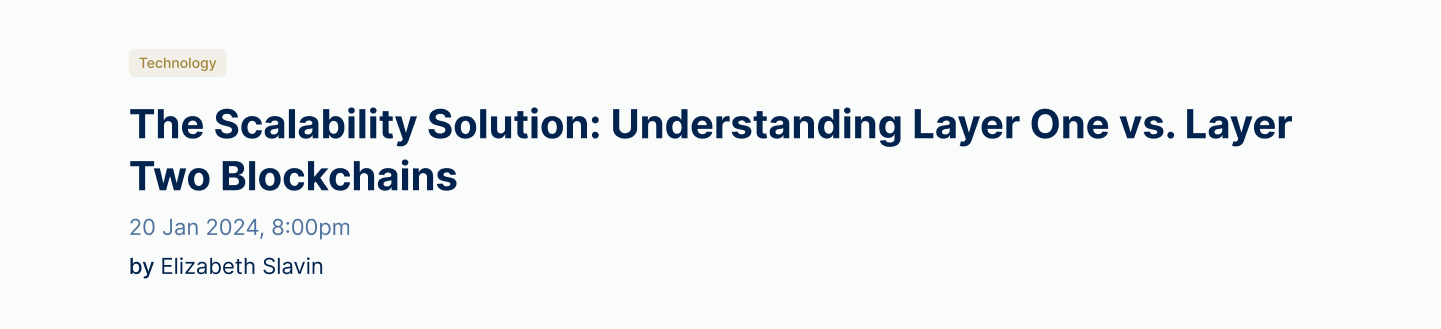 Technology
The Scalability Solution: Understanding Layer One vs. Layer
Two Blockchains
20 Jan 2024, 8:00pm
by Elizabeth Slavin